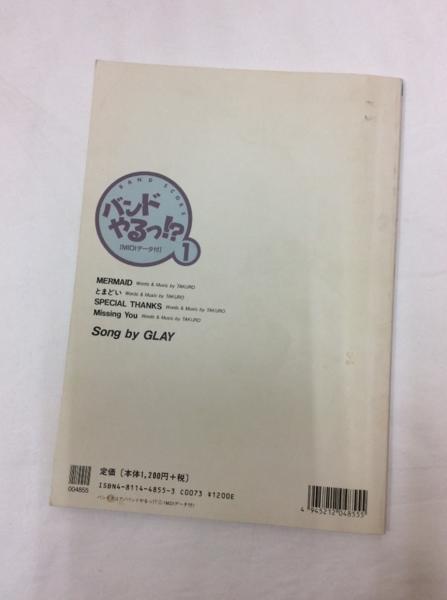 BAND SCORE
バンド
やるっ!?
[MIDIデータ付]
1
MERMAID Words & Music by TAKURO
とまどい Words & Music by TAKURO
SPECIAL THANKS Words & Music by TAKURO
Missing You Words & Music by TAKURO
Song by GLAY
定価〔本体1,200円+税〕
ISBN4-8114-4855-3 C0073 ¥1200E
004855
4 945212 048555